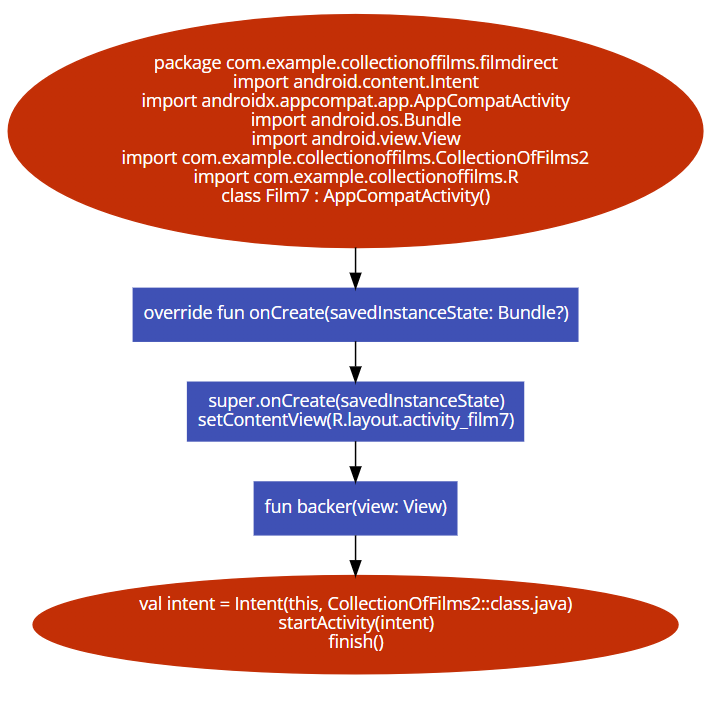 package com.example.collectionoffilms.filmdirect
import android.content.Intent
import androidx.appcompat.app.AppCompatActivity
import android.os.Bundle
import android.view.View
import com.example.collectionoffilms.CollectionOfFilms2
import com.example.collectionoffilms.R
class Film7 : AppCompatActivity()
override fun onCreate(savedInstanceState: Bundle?)
super.onCreate(savedInstanceState)
setContentView(R.layout.activity_film7)
fun backer(view: View)
val intent = Intent(this, CollectionOfFilms2::class.java)
startActivity(intent)
finish()